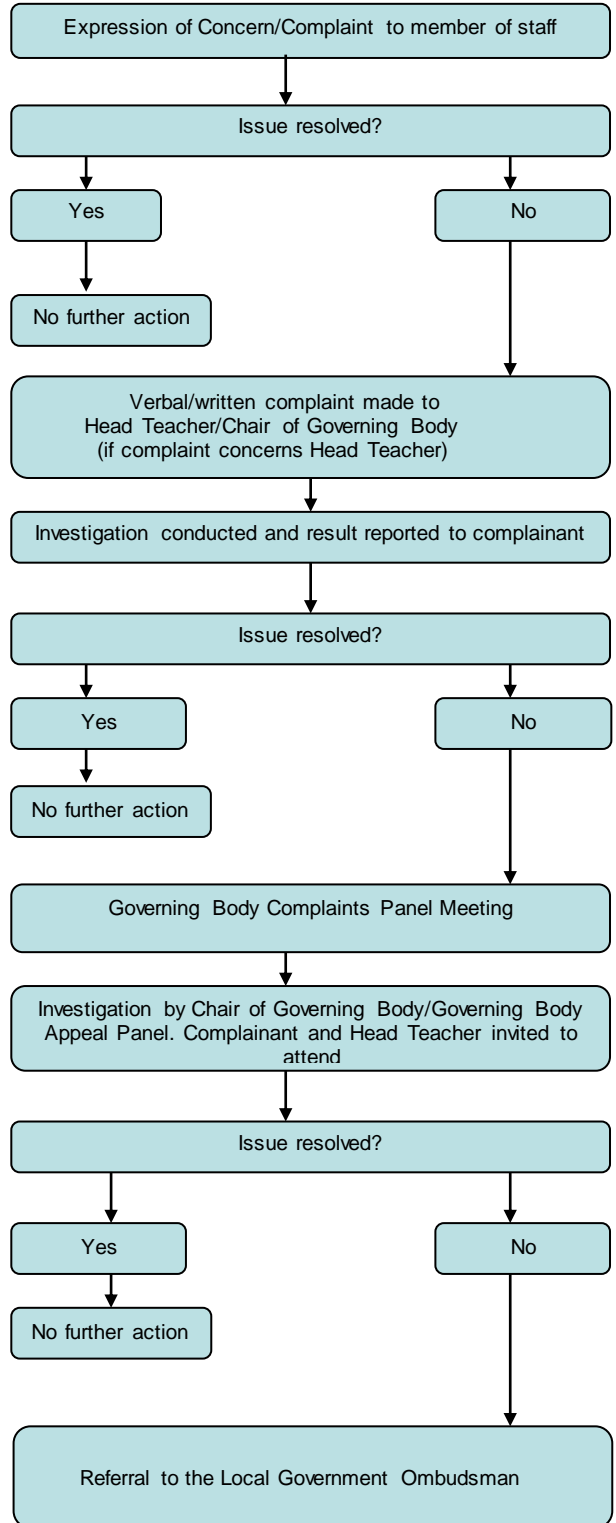 Expression of Concern/Complaint to member of staff
Issue resolved?
Yes
No
No further action
Verbal/written complaint made to
Head Teacher/Chair of Governing Body
(if complaint concerns Head Teacher)
Investigation conducted and result reported to complainant
Issue resolved?
Yes
No
No further action
Governing Body Complaints Panel Meeting
Investigation by Chair of Governing Body/Governing Body
Appeal Panel. Complainant and Head Teacher invited to
attend
Issue resolved?
Yes
No
No further action
Referral to the Local Government Ombudsman